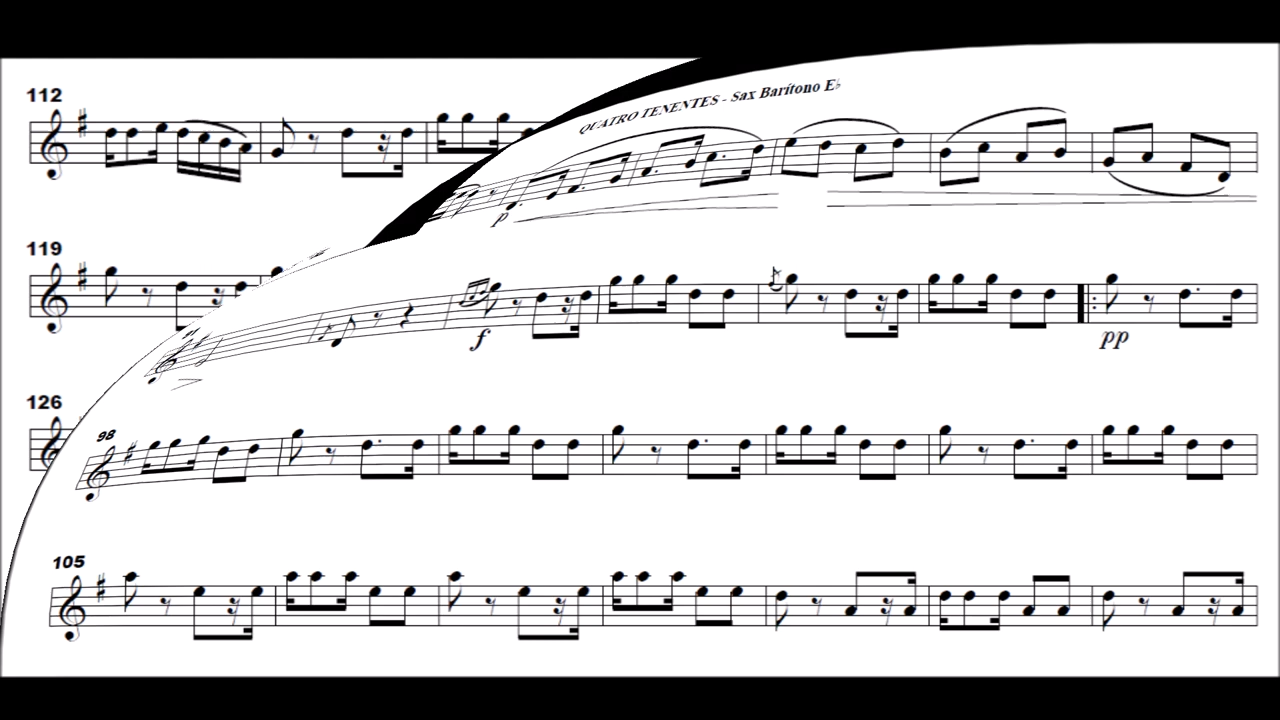 112
QUATRO TENENTES - Sax Barítono E♭
p
119
f
pp
126
98
105